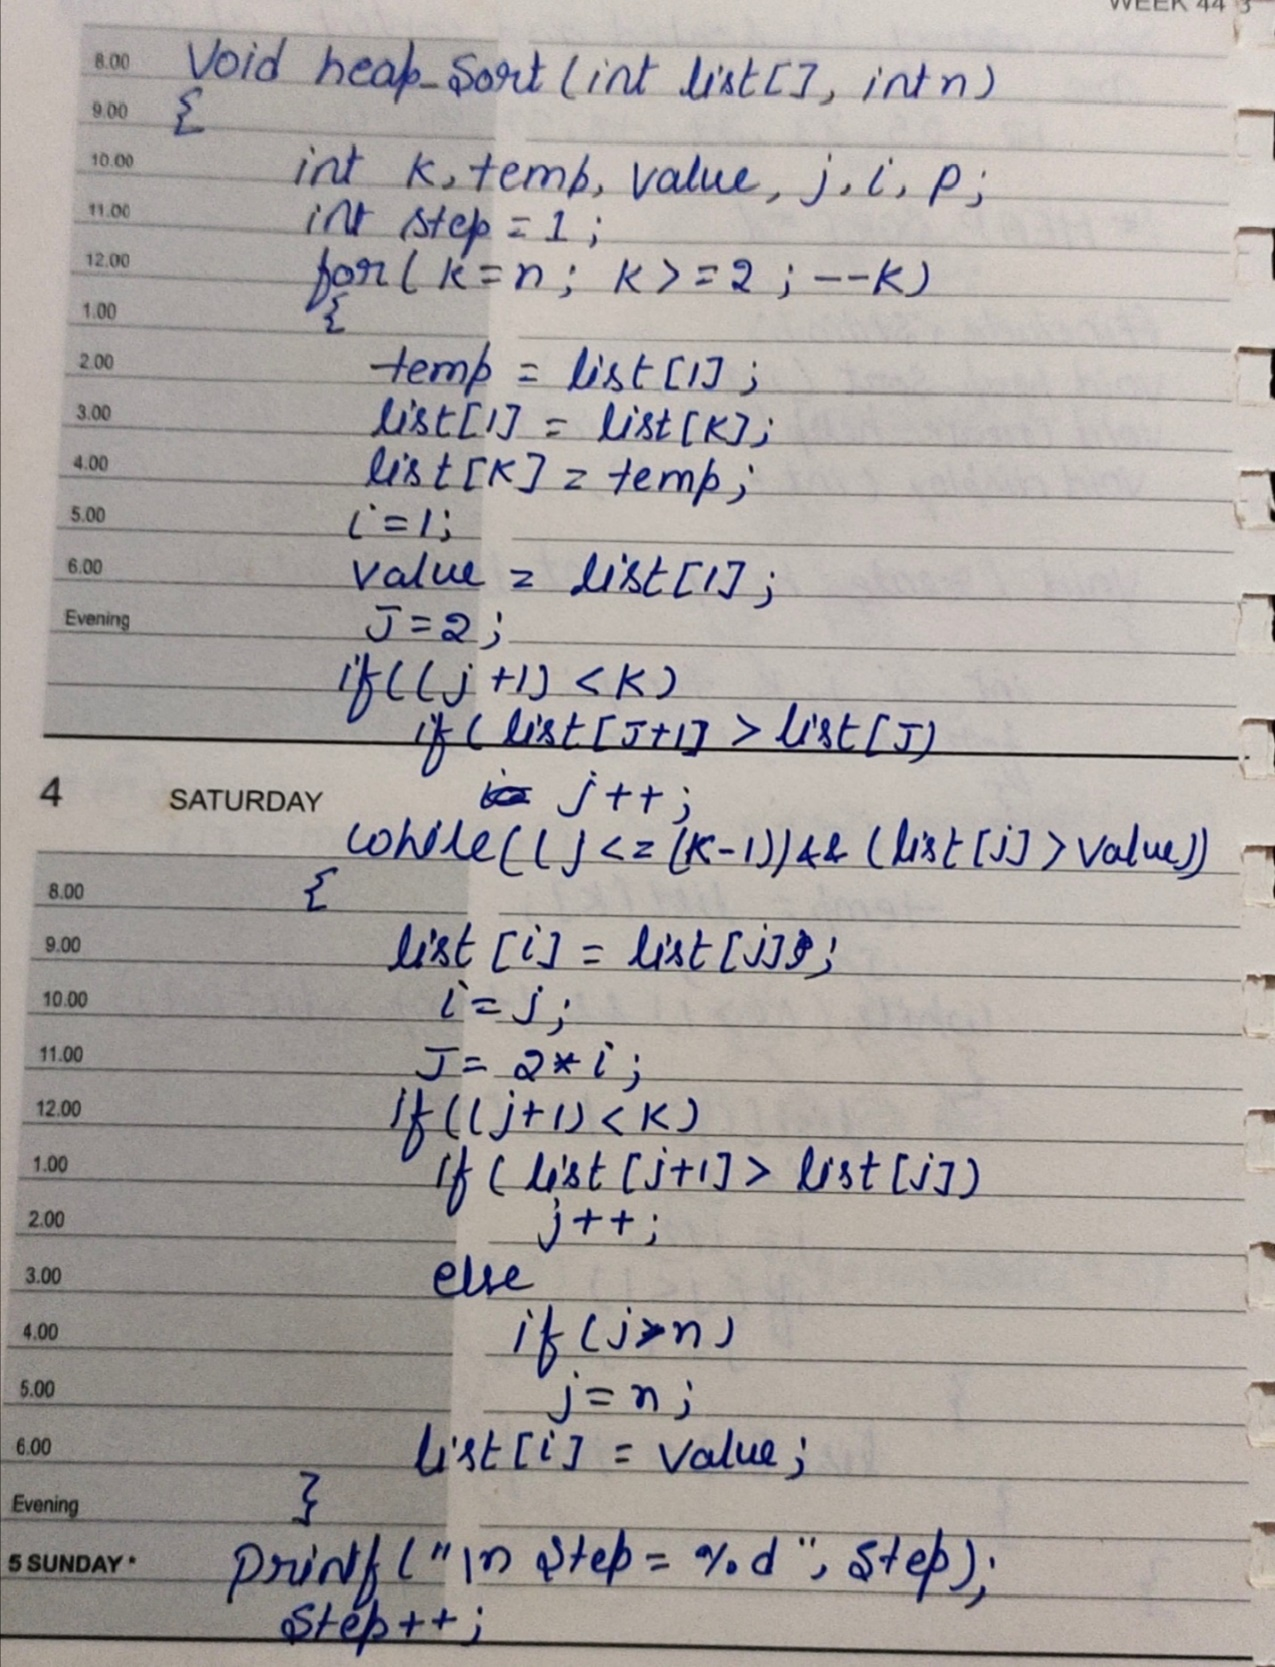 WEEK 44
8.00 Void heap_Sort (int list[], int n)
9.00 {
10.00 int k, temp, value, j, i, p;
11.00 int step = 1;
12.00 for( k = n; k >= 2; --k)
1.00 {
2.00 temp = list[1];
3.00 list[1] = list[k];
4.00 list[k] = temp;
5.00 i = 1;
6.00 value = list[1];
Evening J = 2;
if((j+1) < k)
if( list[J+1] > list[J)
4 SATURDAY j++;
while((j <= (k-1)) && (list[j] > value))
8.00 {
9.00 list[i] = list[j];
10.00 i = j;
11.00 J = 2*i;
12.00 if((j+1) < k)
1.00 if( list[j+1] > list[j])
2.00 j++;
3.00 else
4.00 if(j>n)
5.00 j = n;
6.00 list[i] = value;
Evening }
5 SUNDAY printf("\n Step = %d", Step);
Step++;